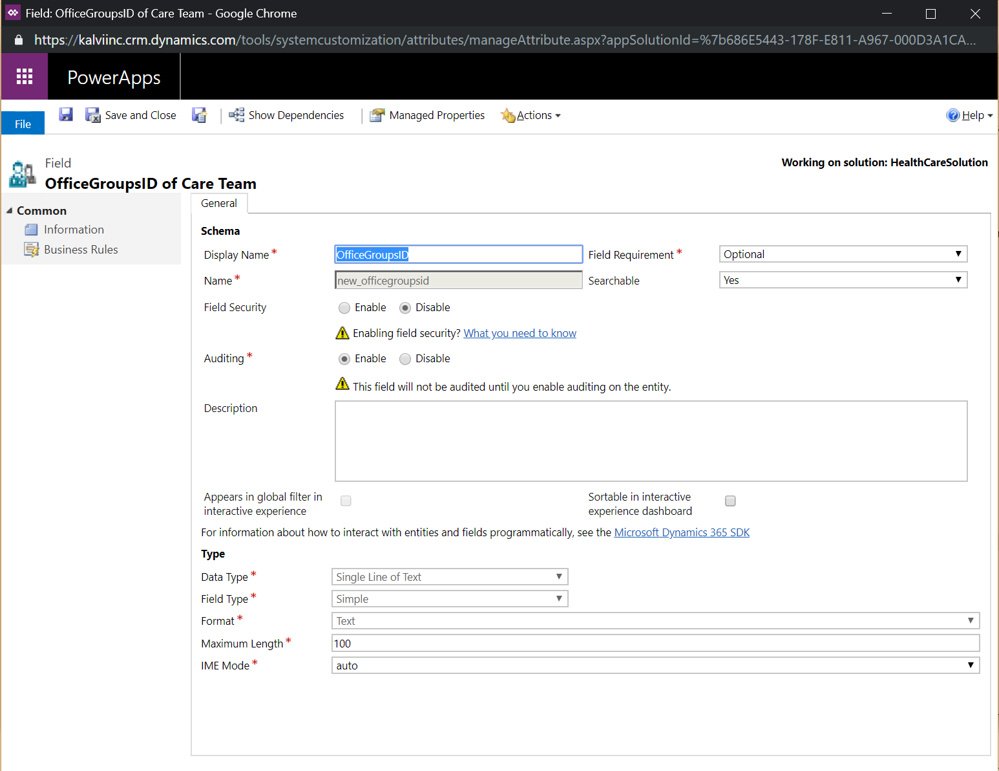 Field: OfficeGroupsID of Care Team - Google Chrome
https://kalviinc.crm.dynamics.com/tools/systemcustomization/attributes/manageAttribute.aspx?appSolutionId=%7b686E5443-178F-E811-A967-000D3A1CA...
PowerApps
File
Save and Close
Show Dependencies
Managed Properties
Actions
Help
Field
OfficeGroupsID of Care Team
Working on solution: HealthCareSolution
Common
Information
Business Rules
General
Schema
Display Name * OfficeGroupsID Field Requirement * Optional
Name * new_officegroupsid Searchable Yes
Field Security Enable Disable
Enabling field security? What you need to know
Auditing * Enable Disable
This field will not be audited until you enable auditing on the entity.
Description
Appears in global filter in
interactive experience
Sortable in interactive
experience dashboard
For information about how to interact with entities and fields programmatically, see the Microsoft Dynamics 365 SDK
Type
Data Type * Single Line of Text
Field Type * Simple
Format * Text
Maximum Length * 100
IME Mode * auto